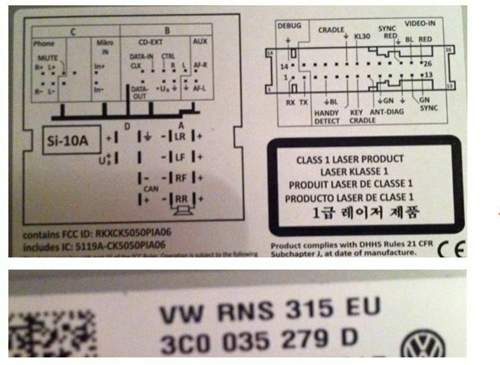 C
B
Phone
Mikro
IN
CD-EXT
AUX
MUTE
DATA-IN
CTRL
R+ L+
In+
CLK
R L
AF-R
R- L-
In-
DATA-
OUT
+U
AF-L
Si-10A
D
A
+ + - LR +
U - LF +
- RF +
CAN
+ - RR +
contains FCC ID: RKXCK5050PIA06
includes IC: 5119A-CK5050PIA06
DEBUG
CRADLE
KL30
SYNC
RED
VIDEO-IN
BL RED
14
26
1
13
RX TX
BL
GN
GN
SYNC
HANDY
DETECT
KEY
CRADLE
ANT-DIAG
CLASS 1 LASER PRODUCT
LASER KLASSE 1
PRODUIT LASER DE CLASSE 1
PRODUCTO LASER DE CLASE 1
1급 레이저 제품
Product complies with DHHS Rules 21 CFR
Subchapter J, at date of manufacture.
CE
VW RNS 315 EU
3C0 035 279 D